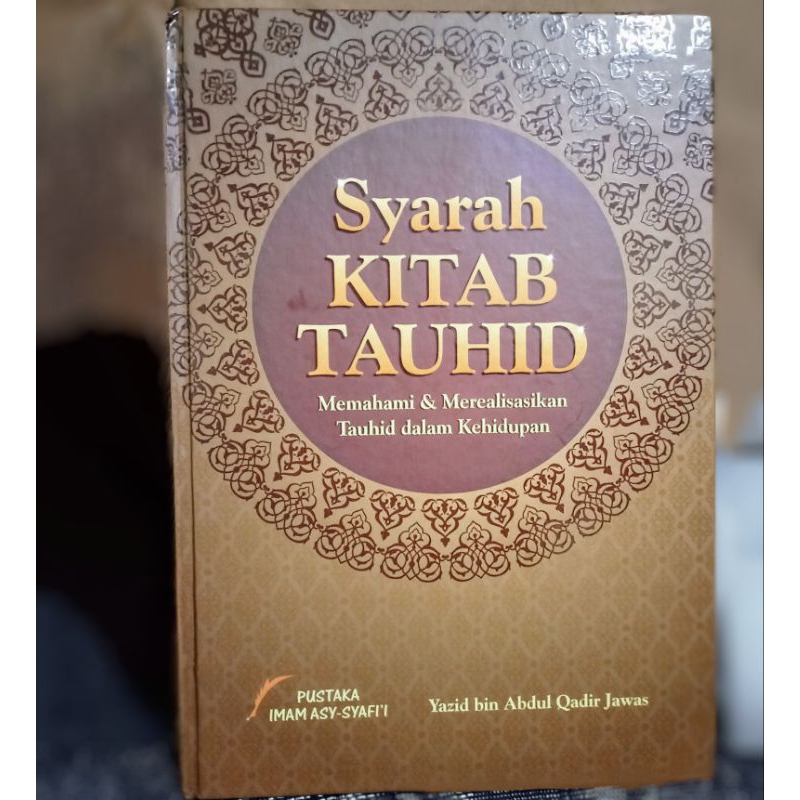 Syarah
KITAB
TAUHID
Memahami & Merealisasikan
Tauhid dalam Kehidupan
PUSTAKA
IMAM ASY-SYAFI'I
Yazid bin Abdul Qadir Jawas